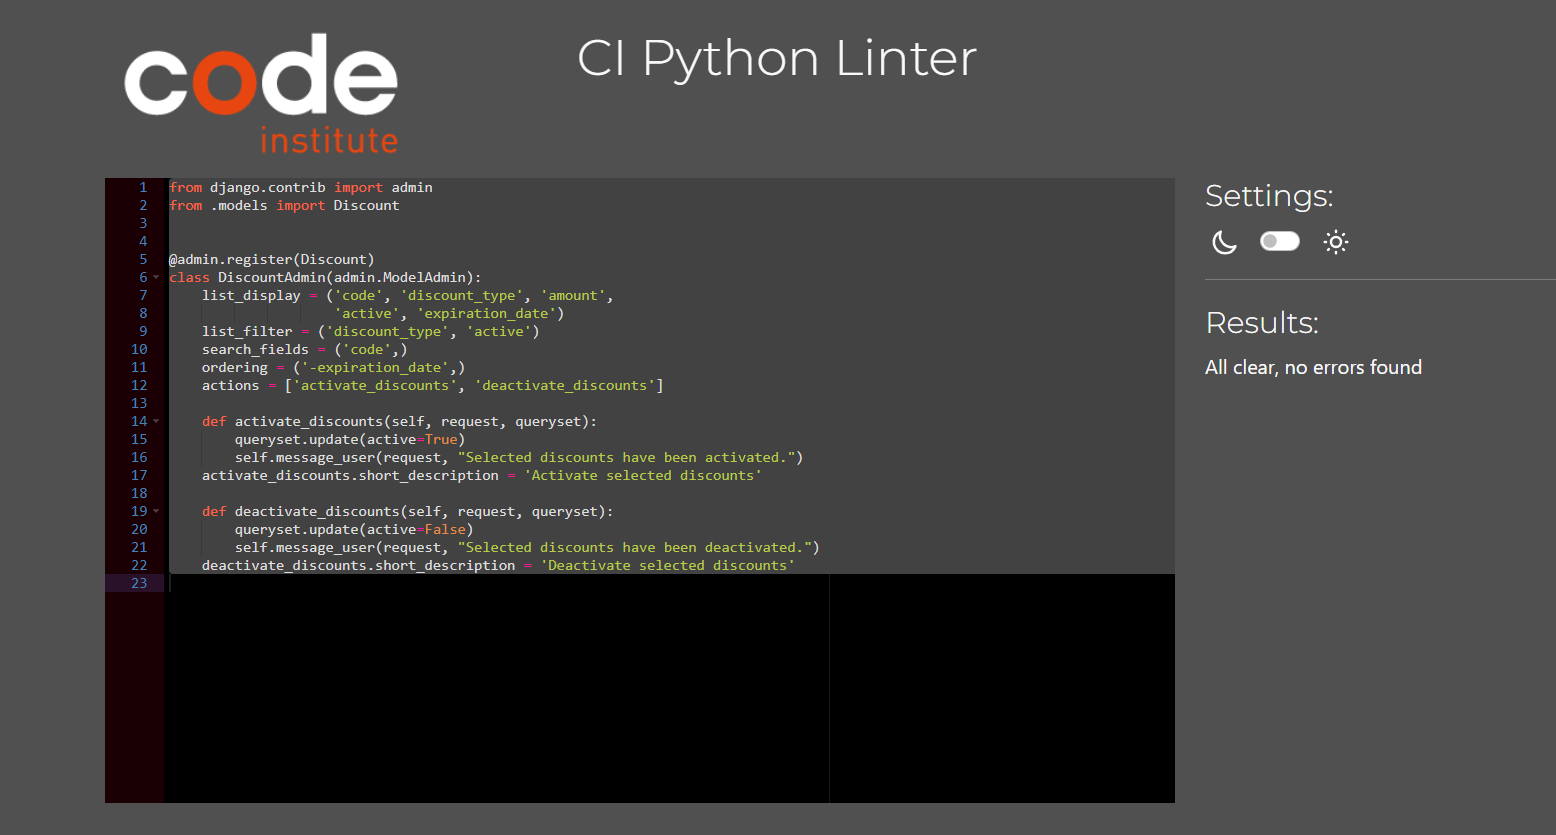 code
institute
CI Python Linter
1 from django.contrib import admin
2 from .models import Discount
3
4
5 @admin.register(Discount)
6 class DiscountAdmin(admin.ModelAdmin):
7     list_display = ('code', 'discount_type', 'amount',
8                     'active', 'expiration_date')
9     list_filter = ('discount_type', 'active')
10     search_fields = ('code',)
11     ordering = ('-expiration_date',)
12     actions = ['activate_discounts', 'deactivate_discounts']
13
14     def activate_discounts(self, request, queryset):
15         queryset.update(active=True)
16         self.message_user(request, "Selected discounts have been activated.")
17     activate_discounts.short_description = 'Activate selected discounts'
18
19     def deactivate_discounts(self, request, queryset):
20         queryset.update(active=False)
21         self.message_user(request, "Selected discounts have been deactivated.")
22     deactivate_discounts.short_description = 'Deactivate selected discounts'
23
Settings:
Results:
All clear, no errors found